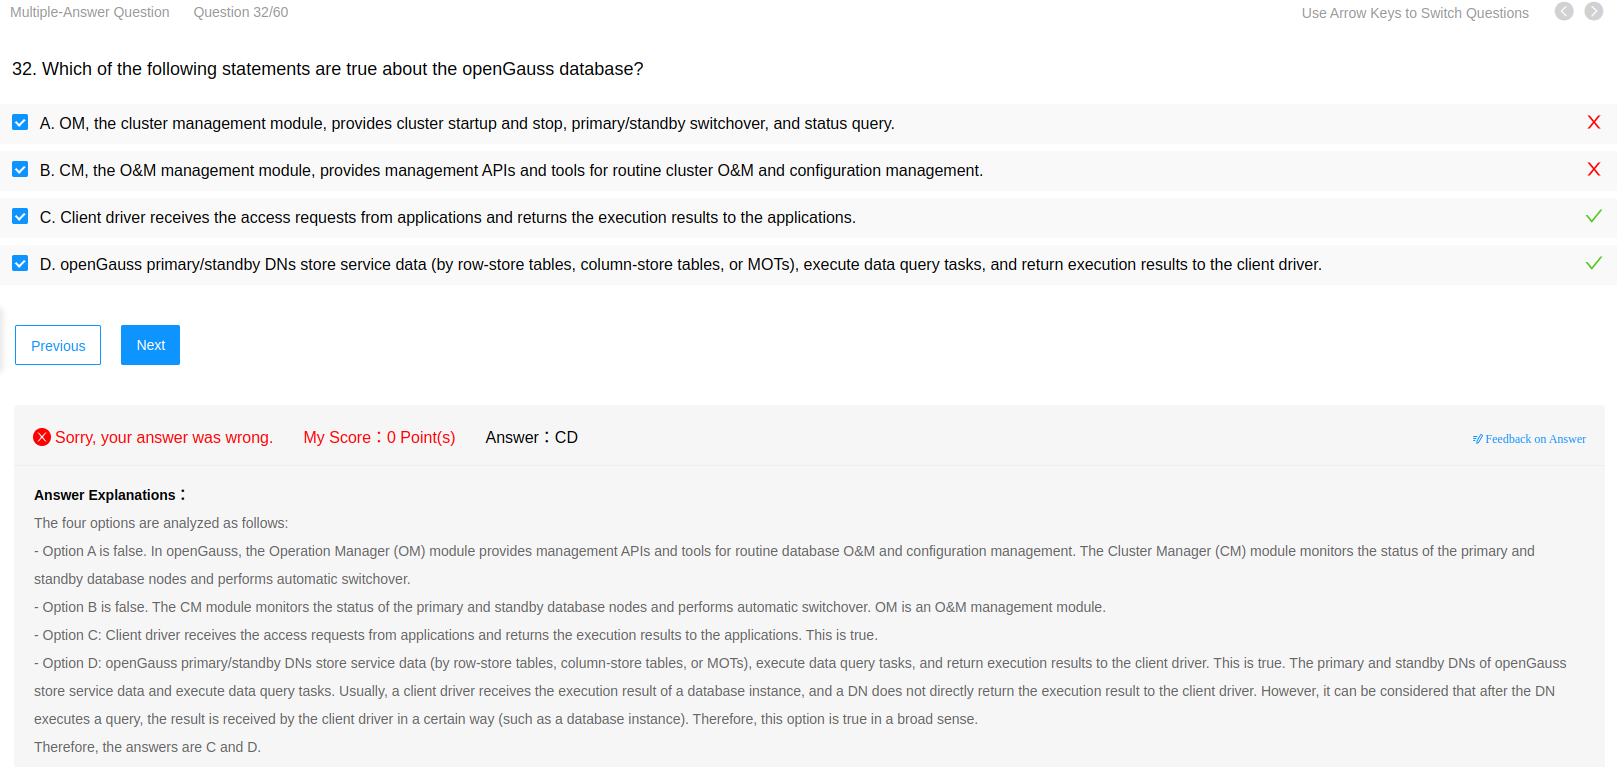 Multiple-Answer Question Question 32/60 Use Arrow Keys to Switch Questions
32. Which of the following statements are true about the openGauss database?
A. OM, the cluster management module, provides cluster startup and stop, primary/standby switchover, and status query.
B. CM, the O&M management module, provides management APIs and tools for routine cluster O&M and configuration management.
C. Client driver receives the access requests from applications and returns the execution results to the applications.
D. openGauss primary/standby DNs store service data (by row-store tables, column-store tables, or MOTs), execute data query tasks, and return execution results to the client driver.
Previous Next
Sorry, your answer was wrong. My Score：0 Point(s) Answer：CD Feedback on Answer
Answer Explanations：
The four options are analyzed as follows:
- Option A is false. In openGauss, the Operation Manager (OM) module provides management APIs and tools for routine database O&M and configuration management. The Cluster Manager (CM) module monitors the status of the primary and
standby database nodes and performs automatic switchover.
- Option B is false. The CM module monitors the status of the primary and standby database nodes and performs automatic switchover. OM is an O&M management module.
- Option C: Client driver receives the access requests from applications and returns the execution results to the applications. This is true.
- Option D: openGauss primary/standby DNs store service data (by row-store tables, column-store tables, or MOTs), execute data query tasks, and return execution results to the client driver. This is true. The primary and standby DNs of openGauss
store service data and execute data query tasks. Usually, a client driver receives the execution result of a database instance, and a DN does not directly return the execution result to the client driver. However, it can be considered that after the DN
executes a query, the result is received by the client driver in a certain way (such as a database instance). Therefore, this option is true in a broad sense.
Therefore, the answers are C and D.